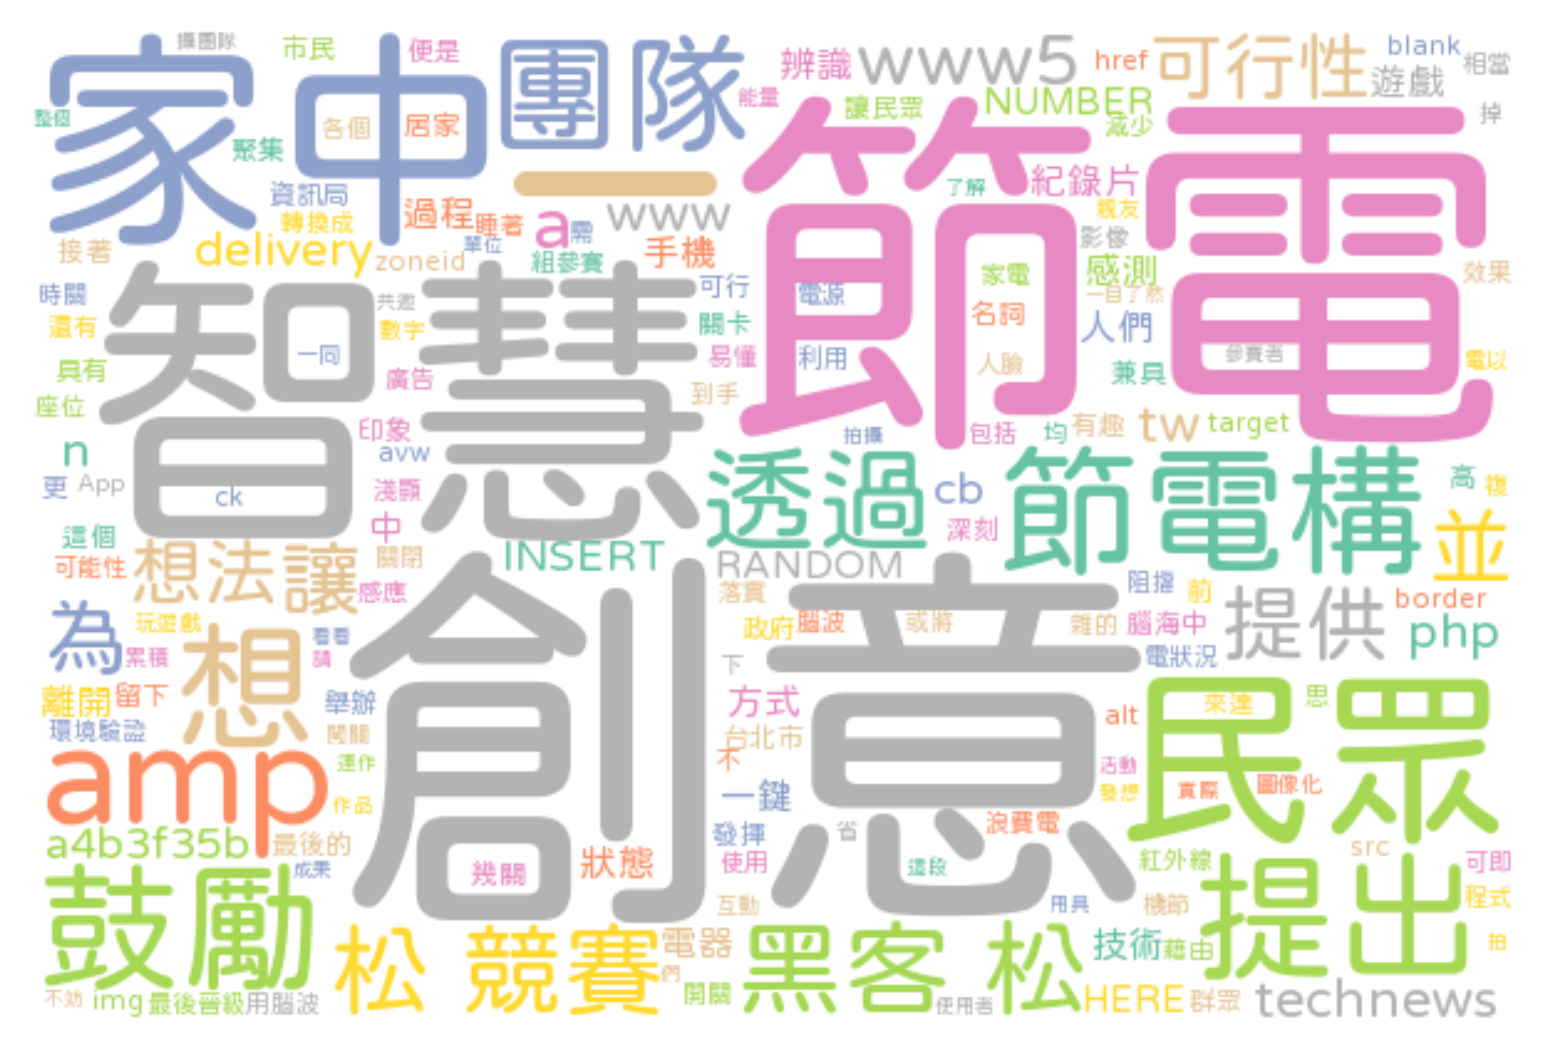 攝團隊
市民
便是
家中
團隊
辨識
www5
href
可行性
blank
相當
遊戲
能量
讓民眾
NUMBER
減少
掉
整個
各個
居家
聚集
節電
一
了解
紀錄片
資訊局
轉換成
過程
睡著
a
需
www
親友
影像
接著
delivery
zoneid
單位
組參賽
手機
家電
感測
效果
時關
智慧
共邀
可行
電源
一目了然
還有
數字
關卡
名詞
人們
一同
易懂
利用
人臉
參賽者
電以
具有
廣告
到手
兼具
座位
印象
拍攝
包括
均
有趣
tw
target
n
avw
透過
節電構
更
App
ck
淺顯
cb
高
複
這個
中
深刻
並
可能性
想法
讓
關閉
INSERT
RANDOM
感應
創意
落實
阻擋
前
border
為
玩遊戲
想
看看
政府
腦波
或將
雜的
腦海中
提供
php
累積
請
下
電狀況
離開
留下
舉辦
方式
民眾
來達
思
環境驗證
闖關
台北市
alt
amp
運作
不
活動
作品
一鍵
發想
真際
圖像化
a4b3f35b
最後的
發揮
省
浪費電
src
成果
幾關
狀態
使用
這段
紅外線
提出
可即
鼓勵
互動
用具
機節
程式
松
競賽
電器
黑客
松
技術
藉由
拍
們
不妨
img
最後晉級
用腦波
開關
使用者
HERE
群眾
technews